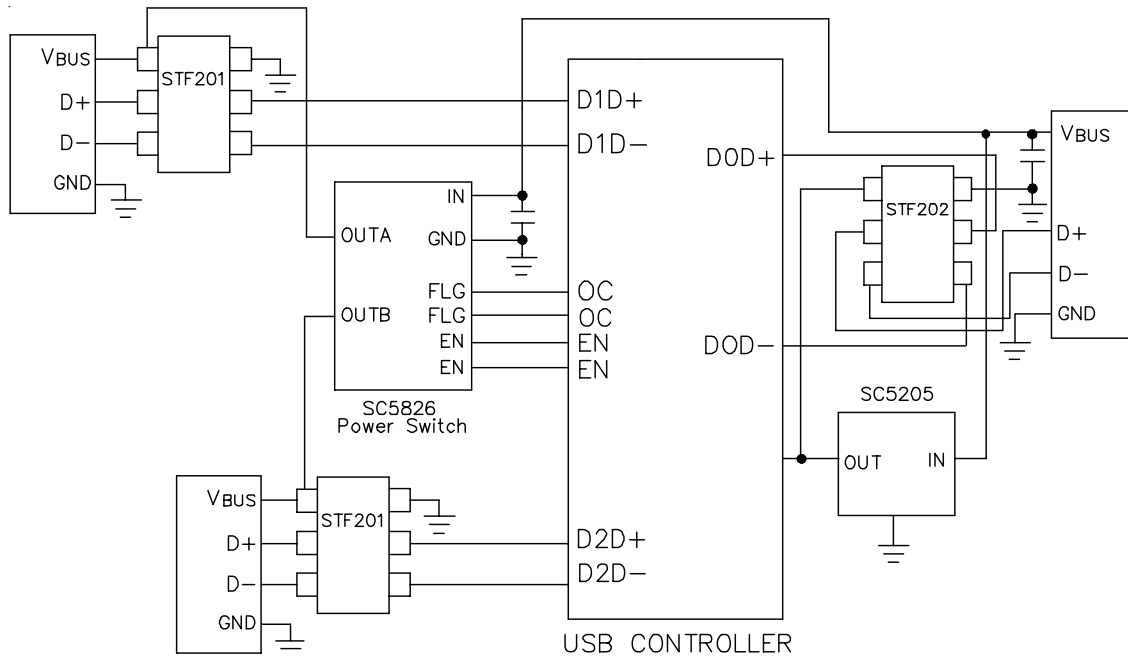 VBUS
D+
D-
GND
STF201
OUTA
OUTB
IN
GND
FLG
FLG
EN
EN
SC5826
Power Switch
VBUS
D+
D-
GND
STF201
D1D+
D1D-
OC
OC
EN
EN
D2D+
D2D-
DOD+
DOD-
USB CONTROLLER
STF202
SC5205
OUT
IN
VBUS
D+
D-
GND